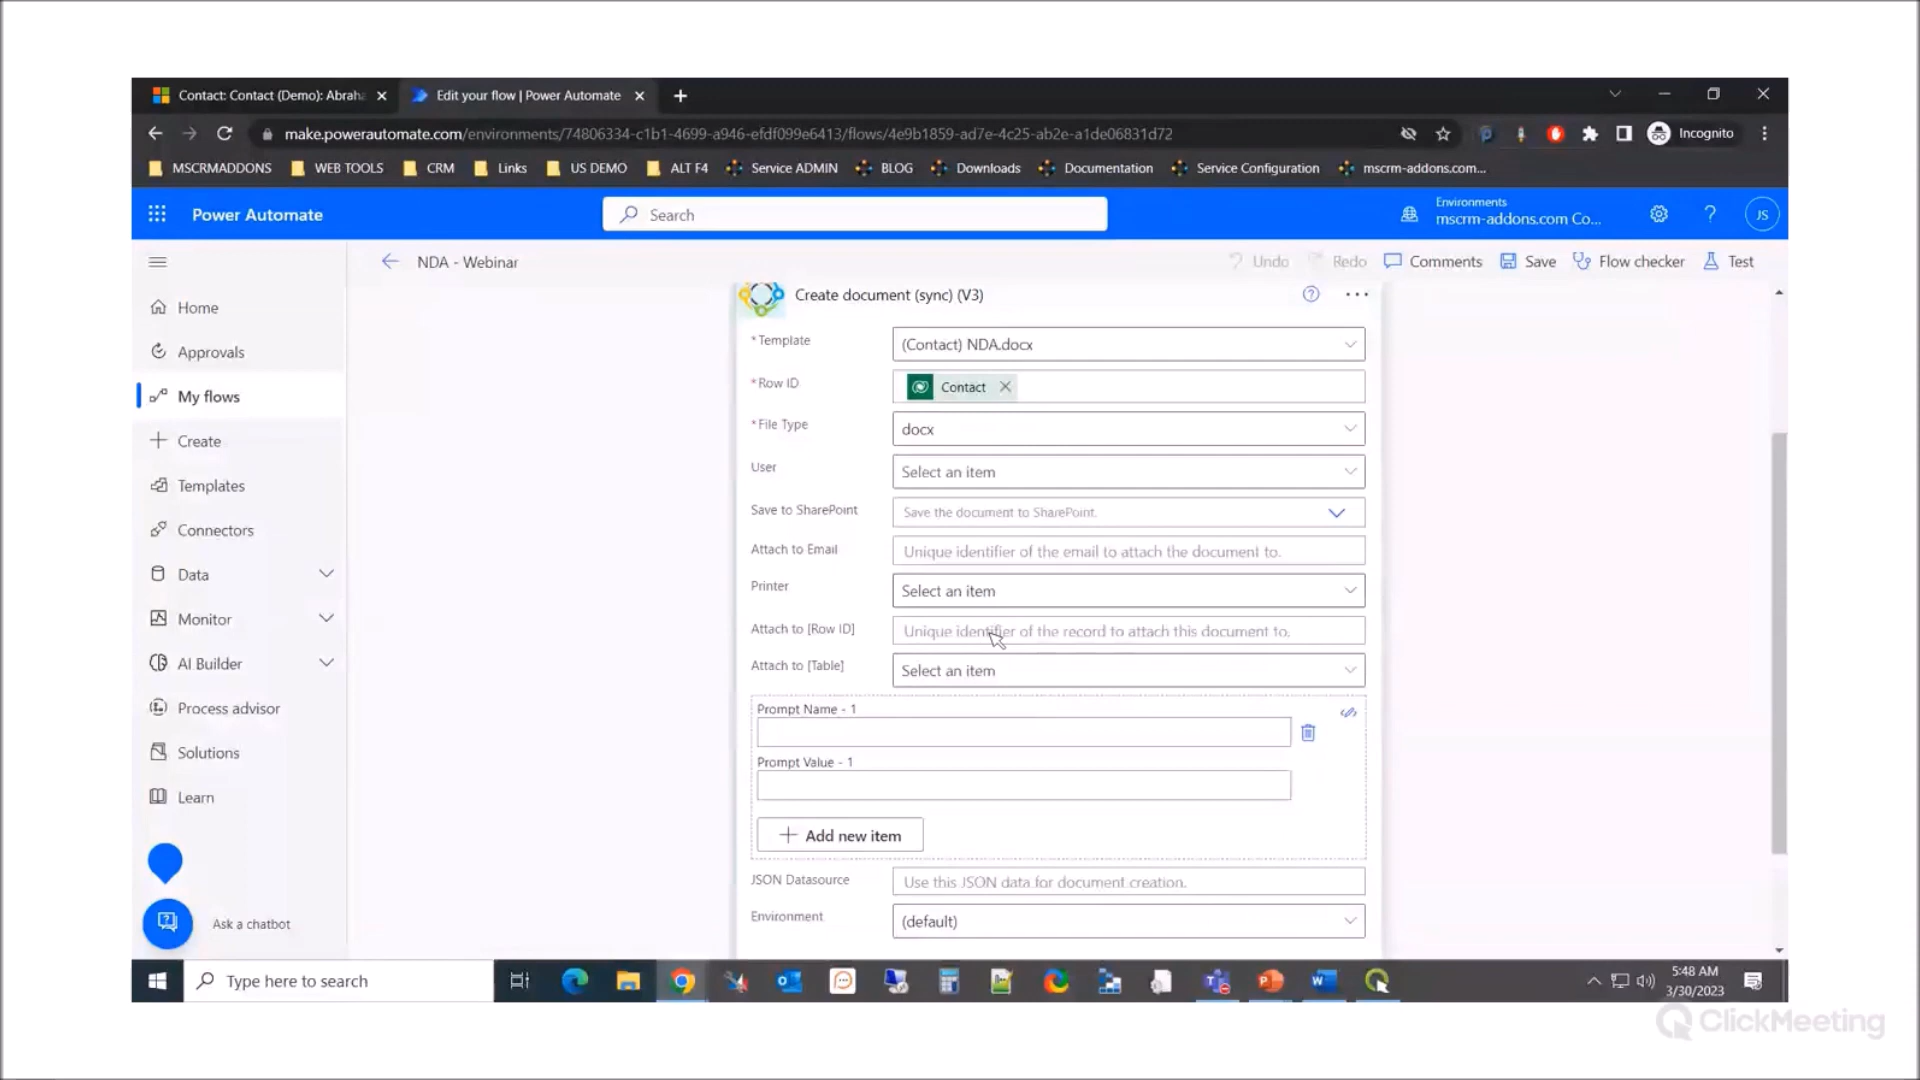 Contact: Contact (Demo): Abraha
Edit your flow | Power Automate
make.powerautomate.com/environments/74806334-c1b1-4699-a946-efdf099e6413/flows/4e9b1859-ad7e-4c25-ab2e-a1de06831d72
Incognito
MSCRMADDONS WEB TOOLS CRM Links US DEMO ALT F4 Service ADMIN BLOG Downloads Documentation Service Configuration mscrm-addons.com...
Power Automate
Search
Environments
mscrm-addons.com Co...
?
JS
NDA - Webinar
Undo Redo Comments Save Flow checker Test
Home
Approvals
My flows
Create
Templates
Connectors
Data
Monitor
AI Builder
Process advisor
Solutions
Learn
Ask a chatbot
Create document (sync) (V3)
* Template
(Contact) NDA.docx
* Row ID
Contact
* File Type
docx
User
Select an item
Save to SharePoint
Save the document to SharePoint.
Attach to Email
Unique identifier of the email to attach the document to.
Printer
Select an item
Attach to [Row ID]
Unique identifier of the record to attach this document to.
Attach to [Table]
Select an item
Prompt Name - 1
Prompt Value - 1
Add new item
JSON Datasource
Use this JSON data for document creation.
Environment
(default)
Type here to search
5:48 AM
3/30/2023
ClickMeeting